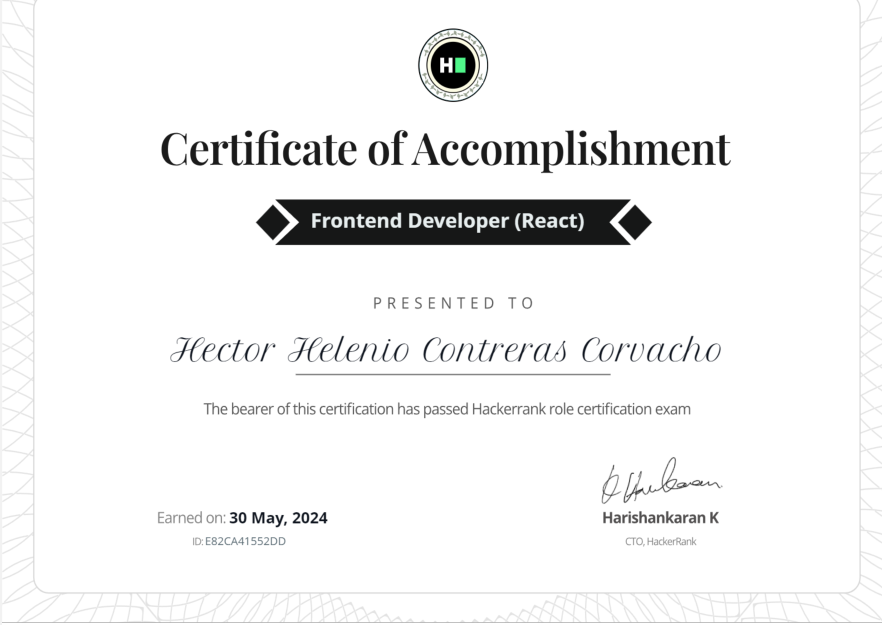 H
Certificate of Accomplishment
Frontend Developer (React)
PRESENTED TO
Hector Helenio Contreras Corvacho
The bearer of this certification has passed Hackerrank role certification exam
Earned on: 30 May, 2024
ID: E82CA41552DD
Harishankaran K
CTO, HackerRank